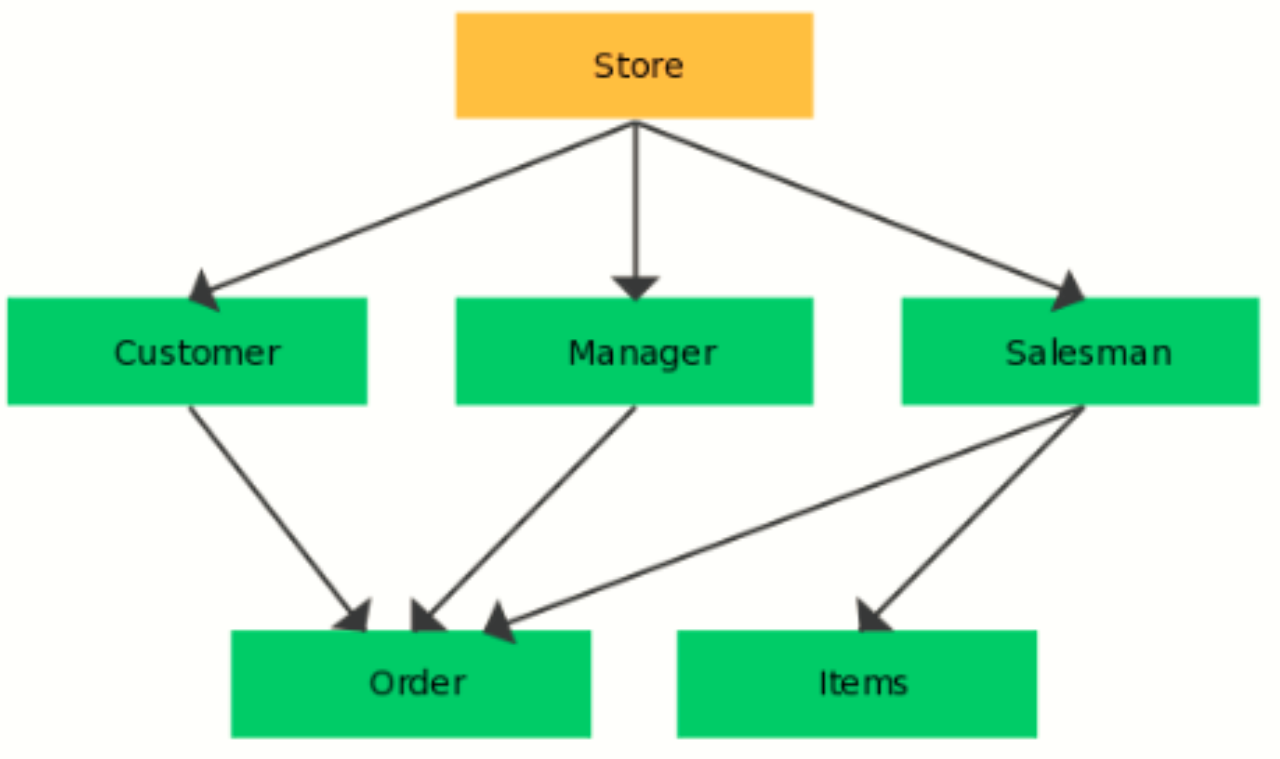 Store
Customer
Manager
Salesman
Order
Items